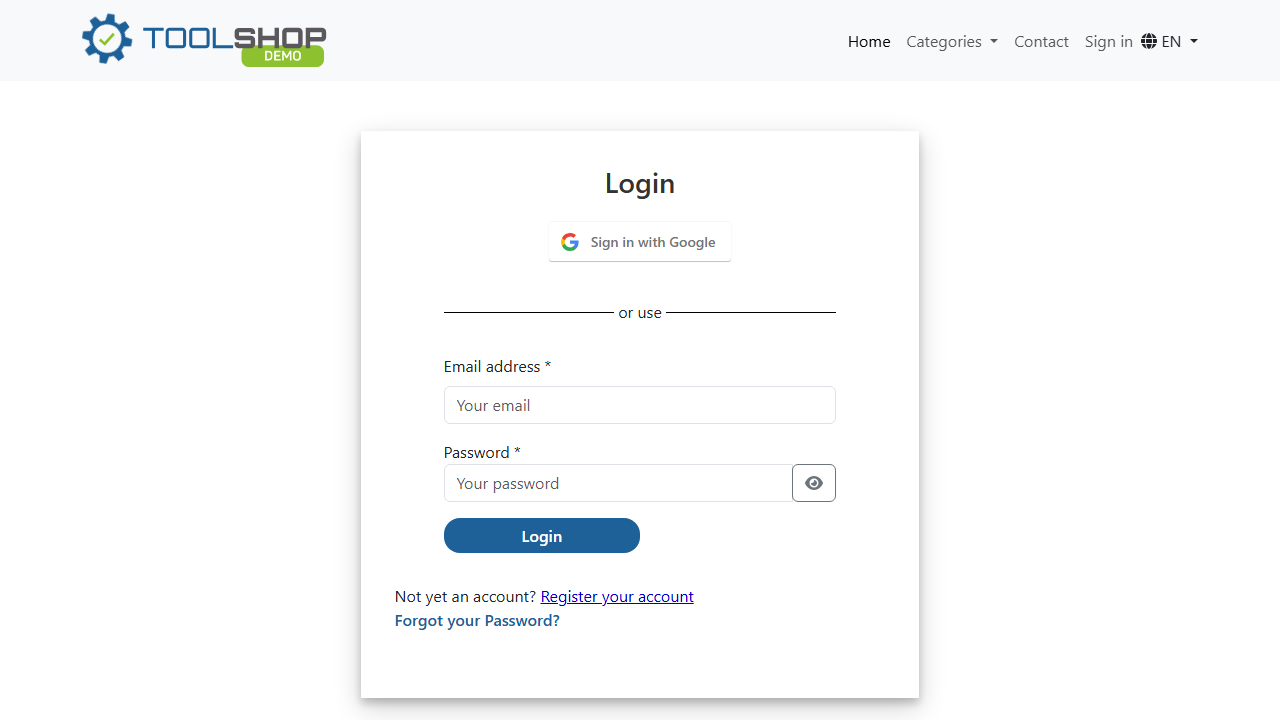 TOOLSHOP
DEMO
Home Categories Contact Sign in EN
Login
Sign in with Google
or use
Email address *
Your email
Password *
Your password
Login
Not yet an account? Register your account
Forgot your Password?